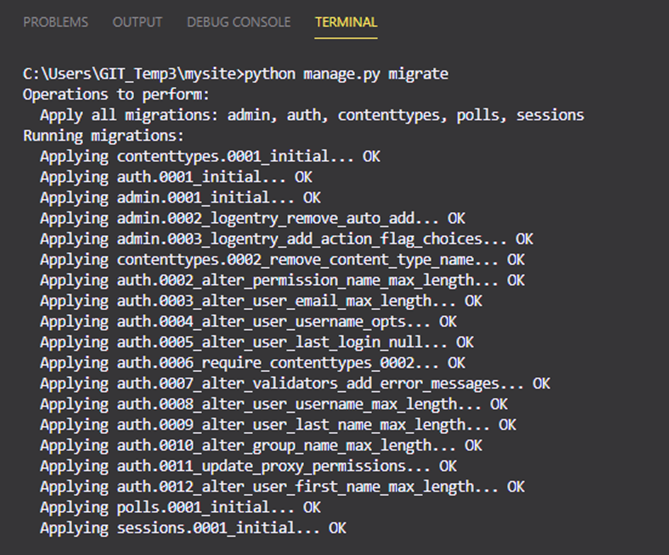 PROBLEMS OUTPUT DEBUG CONSOLE TERMINAL
C:\Users\GIT_Temp3\mysite>python manage.py migrate
Operations to perform:
  Apply all migrations: admin, auth, contenttypes, polls, sessions
Running migrations:
  Applying contenttypes.0001_initial... OK
  Applying auth.0001_initial... OK
  Applying admin.0001_initial... OK
  Applying admin.0002_logentry_remove_auto_add... OK
  Applying admin.0003_logentry_add_action_flag_choices... OK
  Applying contenttypes.0002_remove_content_type_name... OK
  Applying auth.0002_alter_permission_name_max_length... OK
  Applying auth.0003_alter_user_email_max_length... OK
  Applying auth.0004_alter_user_username_opts... OK
  Applying auth.0005_alter_user_last_login_null... OK
  Applying auth.0006_require_contenttypes_0002... OK
  Applying auth.0007_alter_validators_add_error_messages... OK
  Applying auth.0008_alter_user_username_max_length... OK
  Applying auth.0009_alter_user_last_name_max_length... OK
  Applying auth.0010_alter_group_name_max_length... OK
  Applying auth.0011_update_proxy_permissions... OK
  Applying auth.0012_alter_user_first_name_max_length... OK
  Applying polls.0001_initial... OK
  Applying sessions.0001_initial... OK